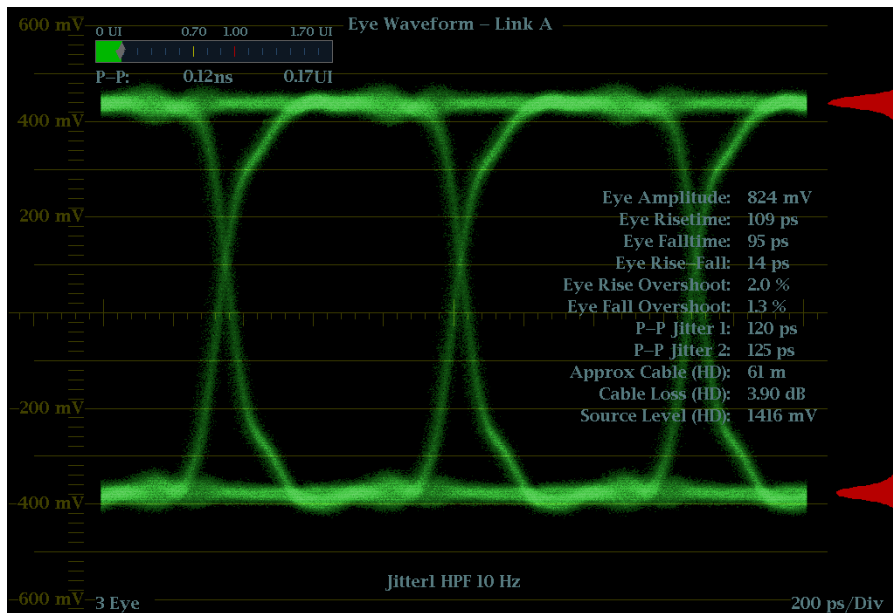 600 mV
Eye Waveform – Link A
0 UI 0.70 1.00 1.70 UI
P–P: 0.12ns 0.17UI
400 mV
200 mV
Eye Amplitude: 824 mV
Eye Risetime: 109 ps
Eye Falltime: 95 ps
Eye Rise–Fall: 14 ps
Eye Rise Overshoot: 2.0 %
Eye Fall Overshoot: 1.3 %
P–P Jitter 1: 120 ps
P–P Jitter 2: 125 ps
Approx Cable (HD): 61 m
Cable Loss (HD): 3.90 dB
Source Level (HD): 1416 mV
–200 mV
–400 mV
Jitter1 HPF 10 Hz
–600 mV
3 Eye
200 ps/Div